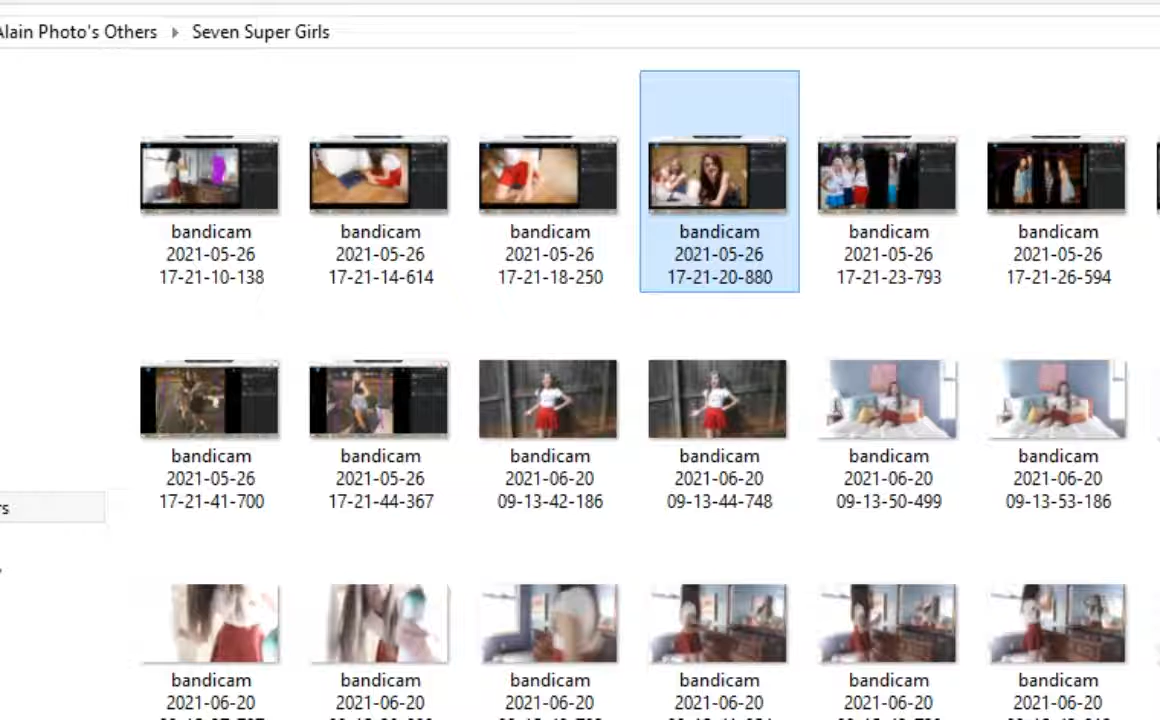 Alain Photo's Others Seven Super Girls
bandicam bandicam bandicam bandicam bandicam bandicam
2021-05-26 2021-05-26 2021-05-26 2021-05-26 2021-05-26 2021-05-26
17-21-10-138 17-21-14-614 17-21-18-250 17-21-20-880 17-21-23-793 17-21-26-594
bandicam bandicam bandicam bandicam bandicam bandicam
2021-05-26 2021-05-26 2021-06-20 2021-06-20 2021-06-20 2021-06-20
17-21-41-700 17-21-44-367 09-13-42-186 09-13-44-748 09-13-50-499 09-13-53-186
rs
bandicam bandicam bandicam bandicam bandicam bandicam
2021-06-20 2021-06-20 2021-06-20 2021-06-20 2021-06-20 2021-06-20